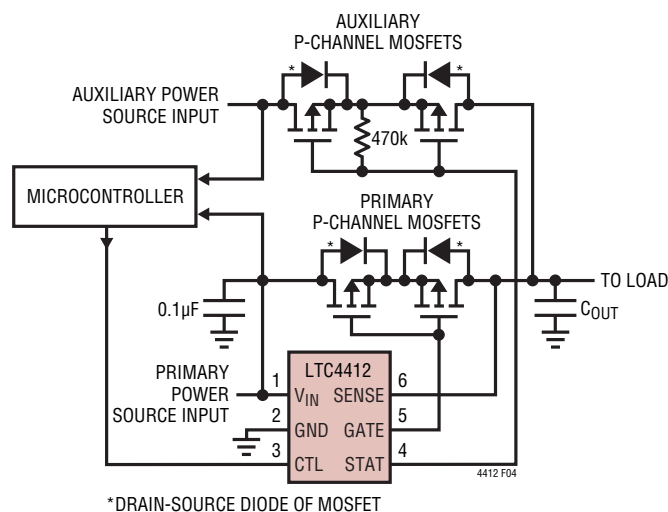 AUXILIARY
P-CHANNEL MOSFETS
*
*
AUXILIARY POWER
SOURCE INPUT
470k
MICROCONTROLLER
PRIMARY
P-CHANNEL MOSFETS
*
*
TO LOAD
0.1µF
COUT
PRIMARY
POWER
SOURCE INPUT
LTC4412
1
VIN
SENSE
6
2
GND
GATE
5
3
CTL
STAT
4
4412 F04
*DRAIN-SOURCE DIODE OF MOSFET